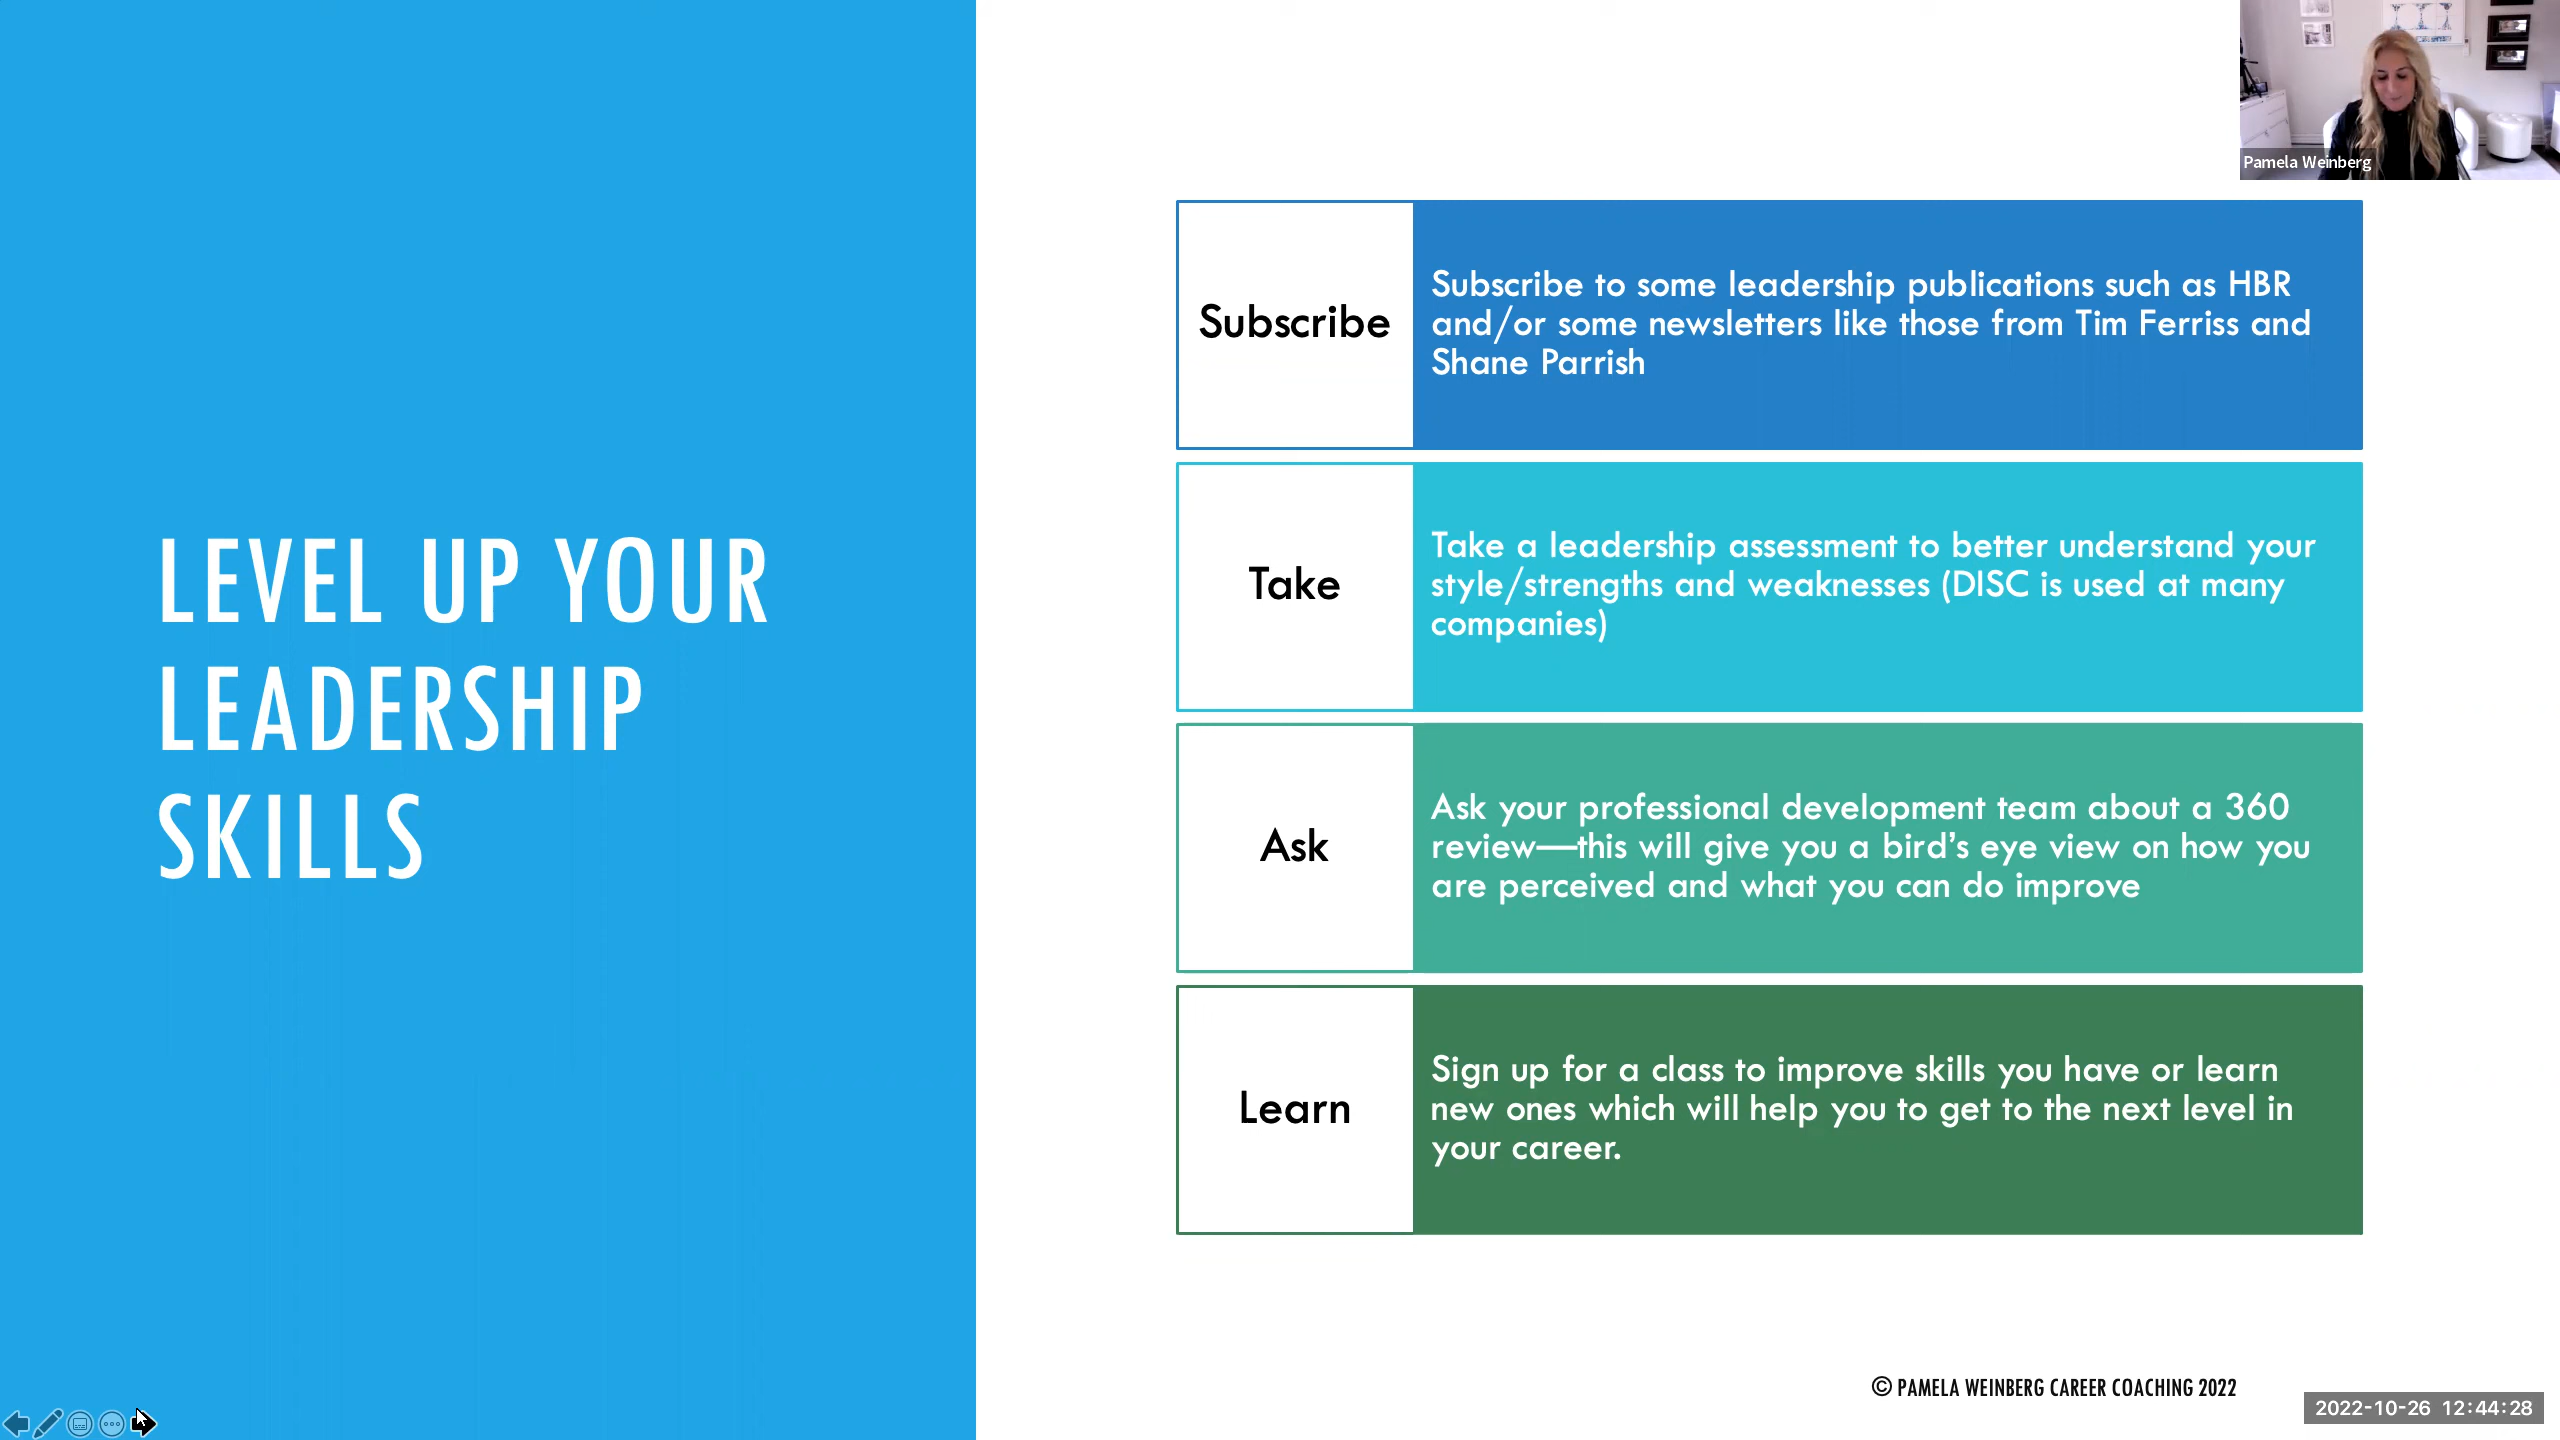 Pamela Weinberg
LEVEL UP YOUR
LEADERSHIP
SKILLS
Subscribe
Subscribe to some leadership publications such as HBR
and/or some newsletters like those from Tim Ferriss and
Shane Parrish
Take
Take a leadership assessment to better understand your
style/strengths and weaknesses (DISC is used at many
companies)
Ask
Ask your professional development team about a 360
review—this will give you a bird’s eye view on how you
are perceived and what you can do improve
Learn
Sign up for a class to improve skills you have or learn
new ones which will help you to get to the next level in
your career.
© PAMELA WEINBERG CAREER COACHING 2022
2022-10-26 12:44:28